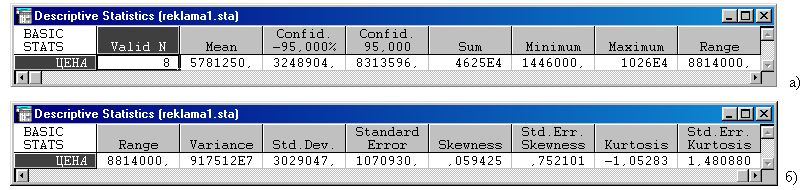 Descriptive Statistics (reklama1.sta)
BASIC STATS Valid N Mean Confid. -95,000% Confid. 95,000 Sum Minimum Maximum Range
ЦЕНА 8 5781250, 3248904, 8313596, 4625E4 1446000, 1026E4 8814000,
а)
Descriptive Statistics (reklama1.sta)
BASIC STATS Range Variance Std.Dev. Standard Error Skewness Std.Err. Skewness Kurtosis Std.Err. Kurtosis
ЦЕНА 8814000, 917512E7 3029047, 1070930, ,059425 ,752101 -1,05283 1,480880
б)